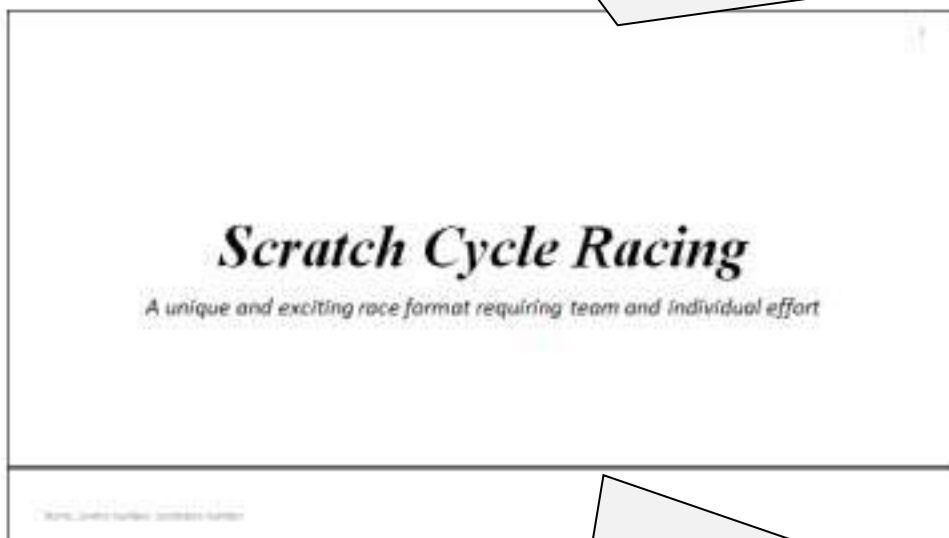 Scratch Cycle Racing
A unique and exciting race format requiring team and individual effort